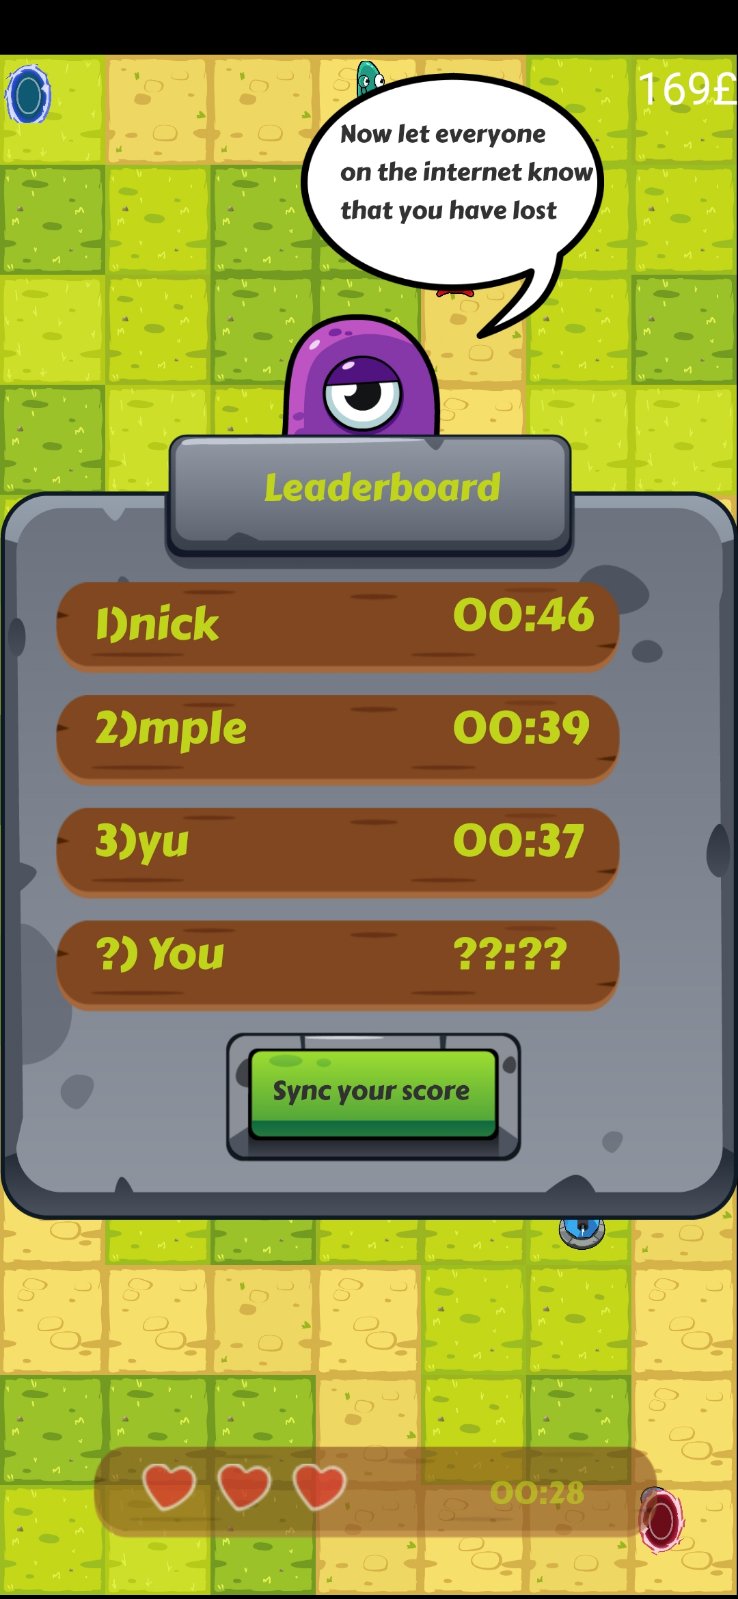 169£
Now let everyone
on the internet know
that you have lost
Leaderboard
1)nick 00:46
2)mple 00:39
3)yu 00:37
?) You ??:??
Sync your score
00:28